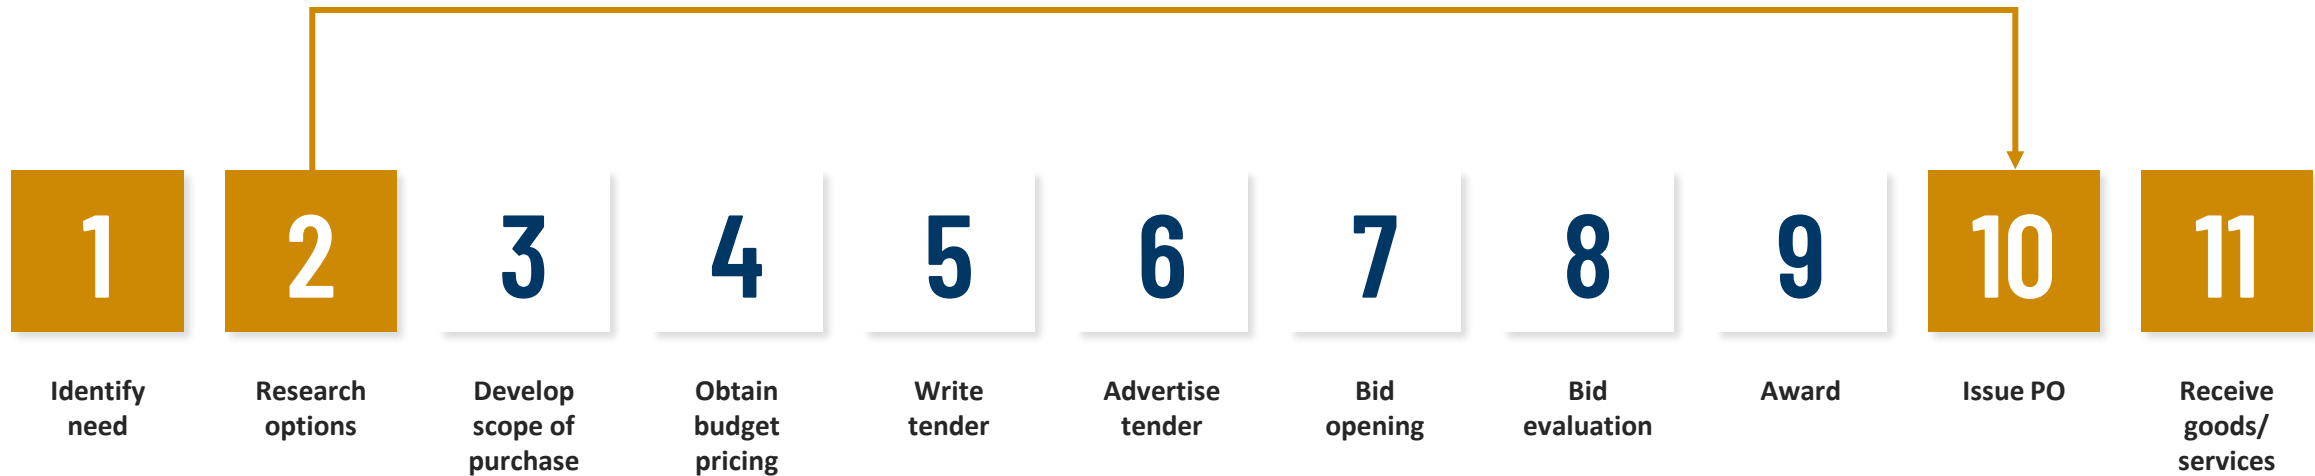 1
2
3
4
5
6
7
8
9
10
11
Identify
need
Research
options
Develop
scope of
purchase
Obtain
budget
pricing
Write
tender
Advertise
tender
Bid
opening
Bid
evaluation
Award
Issue PO
Receive
goods/
services